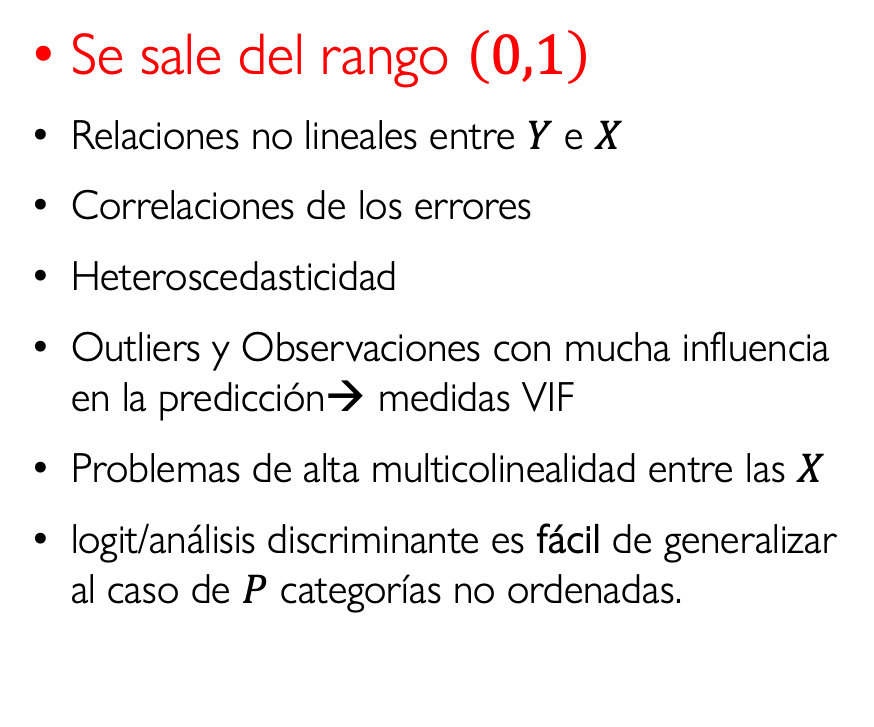 • Se sale del rango (0,1)
• Relaciones no lineales entre Y e X
• Correlaciones de los errores
• Heteroscedasticidad
• Outliers y Observaciones con mucha influencia
en la predicción→ medidas VIF
• Problemas de alta multicolinealidad entre las X
• logit/análisis discriminante es fácil de generalizar
al caso de P categorías no ordenadas.